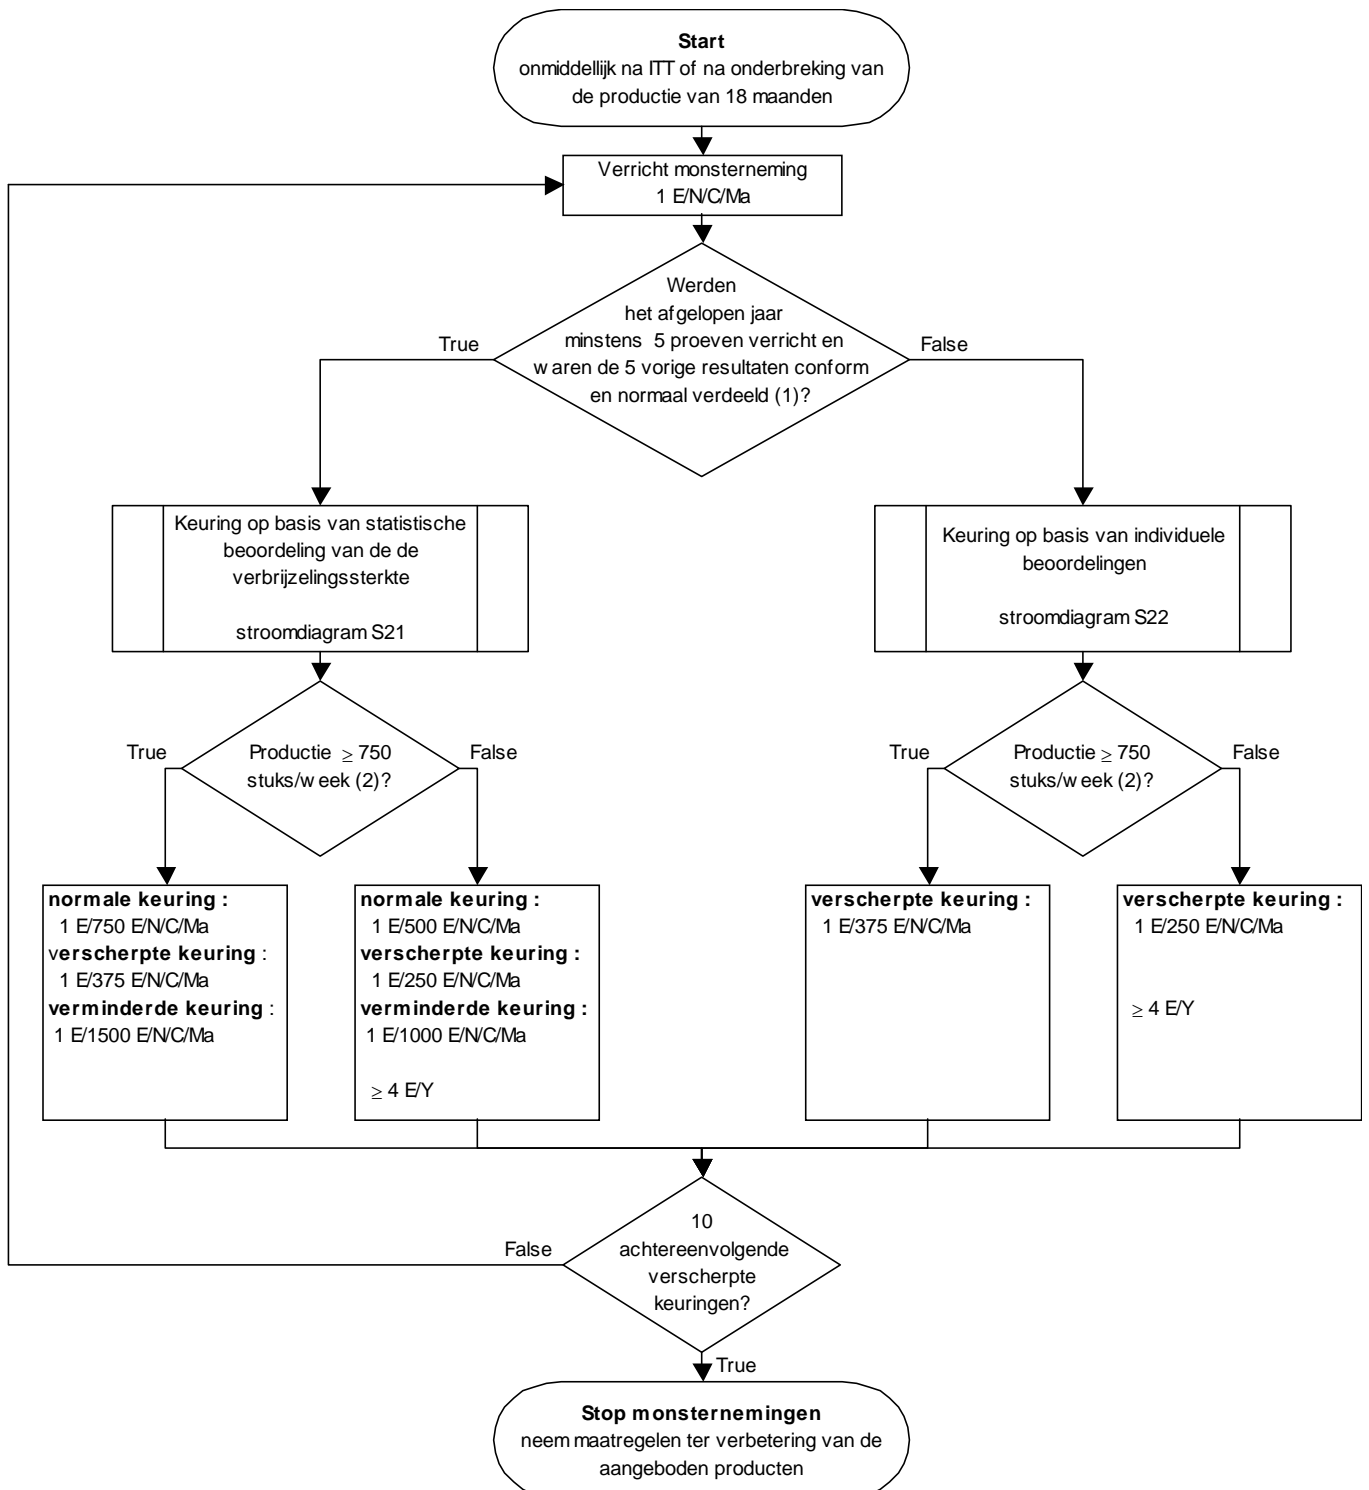 Start
onmiddellijk na ITT of na onderbreking van
de productie van 18 maanden
Verricht monsterneming
1 E/N/C/Ma
Werden
het afgelopen jaar
minstens 5 proeven verricht en
waren de 5 vorige resultaten conform
en normaal verdeeld (1)?
True
False
Keuring op basis van statistische
beoordeling van de de
verbrijzelingssterkte
stroomdiagram S21
Keuring op basis van individuele
beoordelingen
stroomdiagram S22
True
Productie ≥ 750
stuks/week (2)?
False
True
Productie ≥ 750
stuks/week (2)?
False
normale keuring :
1 E/750 E/N/C/Ma
verscherpte keuring :
1 E/375 E/N/C/Ma
verminderde keuring :
1 E/1500 E/N/C/Ma
normale keuring :
1 E/500 E/N/C/Ma
verscherpte keuring :
1 E/250 E/N/C/Ma
verminderde keuring :
1 E/1000 E/N/C/Ma
≥ 4 E/Y
verscherpte keuring :
1 E/375 E/N/C/Ma
verscherpte keuring :
1 E/250 E/N/C/Ma
≥ 4 E/Y
False
10
achtereenvolgende
verscherpte
keuringen?
True
Stop monsternemingen
neem maatregelen ter verbetering van de
aangeboden producten